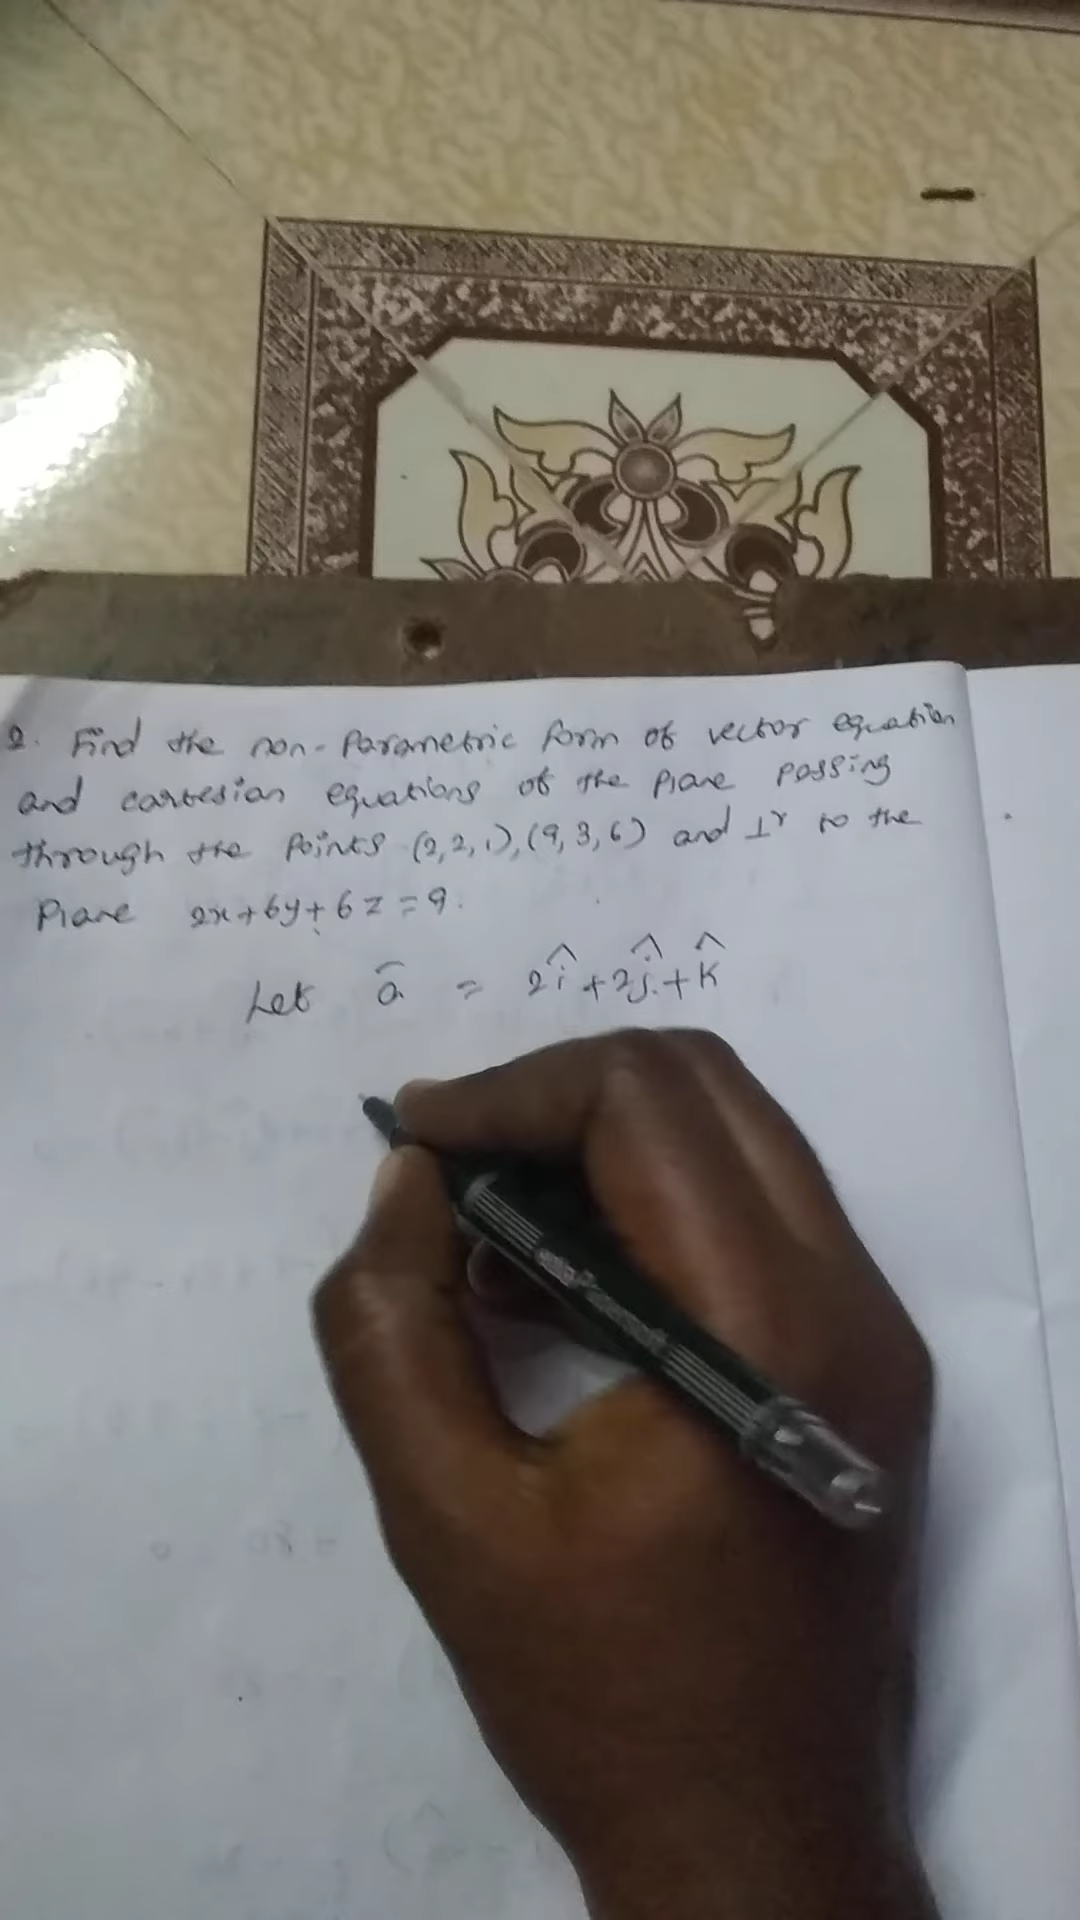 2. Find the non-Parametric form of vector equation
and cartesian equations of the plane passing
through the points (2,2,1),(9,3,6) and ⊥r to the
Plane 2x+6y+6z=9.
Let a̅ = 2î+2ĵ+k̂